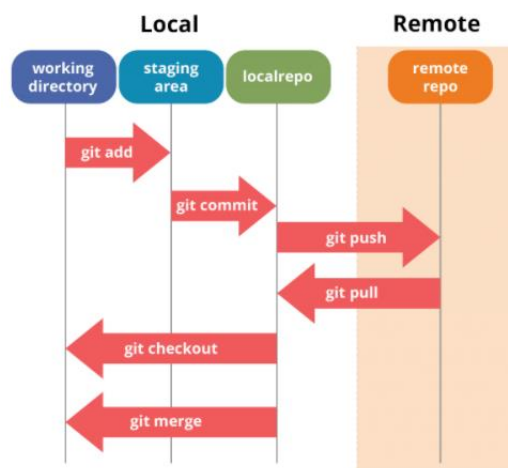 Local
Remote
working
directory
staging
area
localrepo
remote
repo
git add
git commit
git push
git pull
git checkout
git merge